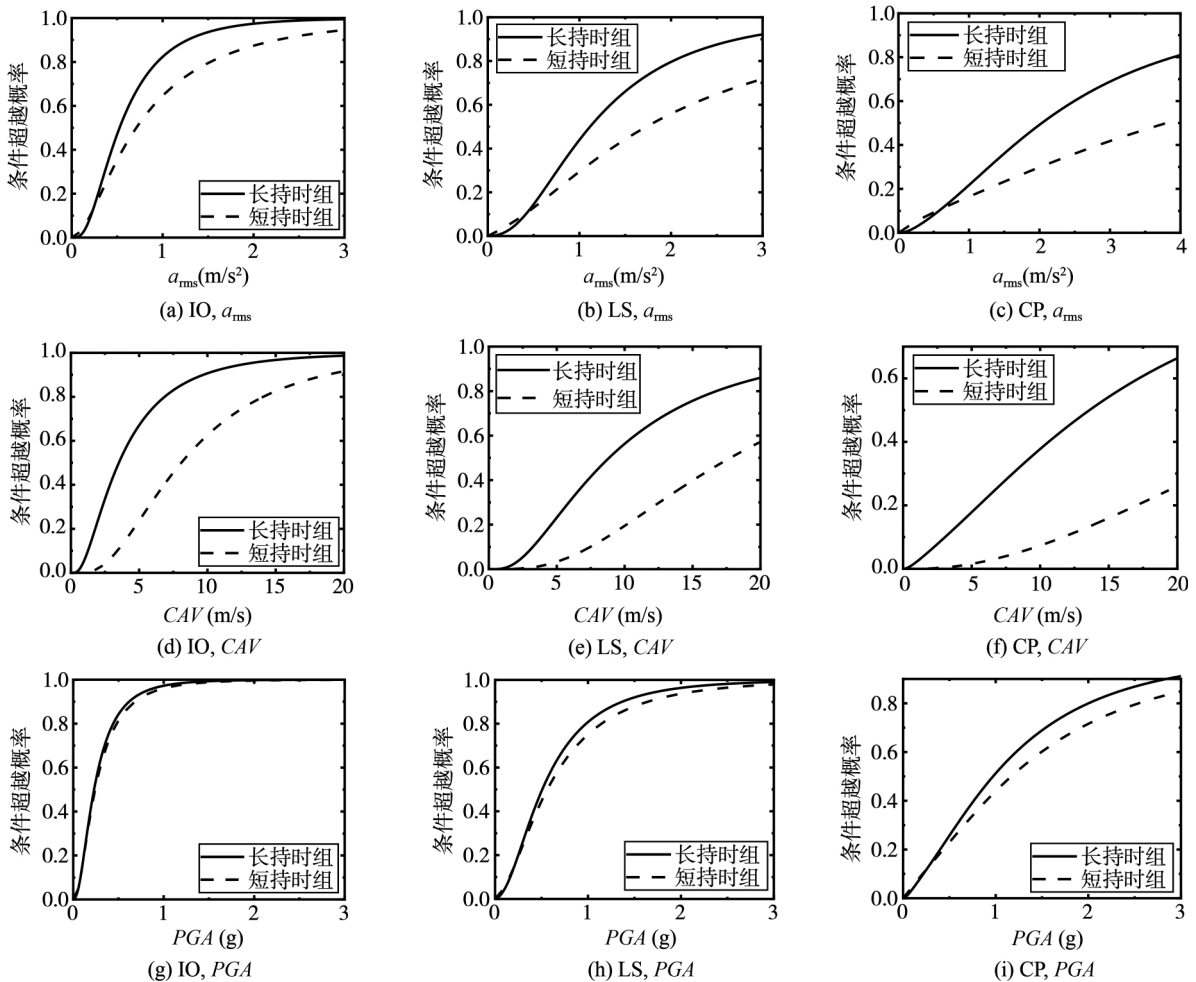 1.0
0.8
0.6
0.4
0.2
0.0
条件超越概率
长持时组
短持时组
0
1
2
3
a_rms(m/s²)
(a) IO, a_rms
1.0
0.8
0.6
0.4
0.2
0.0
条件超越概率
长持时组
短持时组
0
1
2
3
a_rms(m/s²)
(b) LS, a_rms
1.0
0.8
0.6
0.4
0.2
0.0
条件超越概率
长持时组
短持时组
0
1
2
3
4
a_rms(m/s²)
(c) CP, a_rms
1.0
0.8
0.6
0.4
0.2
0.0
条件超越概率
长持时组
短持时组
0
5
10
15
20
CAV (m/s)
(d) IO, CAV
1.0
0.8
0.6
0.4
0.2
0.0
条件超越概率
长持时组
短持时组
0
5
10
15
20
CAV (m/s)
(e) LS, CAV
0.6
0.4
0.2
0.0
条件超越概率
长持时组
短持时组
0
5
10
15
20
CAV (m/s)
(f) CP, CAV
1.0
0.8
0.6
0.4
0.2
0.0
条件超越概率
长持时组
短持时组
0
1
2
3
PGA (g)
(g) IO, PGA
1.0
0.8
0.6
0.4
0.2
0.0
条件超越概率
长持时组
短持时组
0
1
2
3
PGA (g)
(h) LS, PGA
0.8
0.6
0.4
0.2
0.0
条件超越概率
长持时组
短持时组
0
1
2
3
PGA (g)
(i) CP, PGA